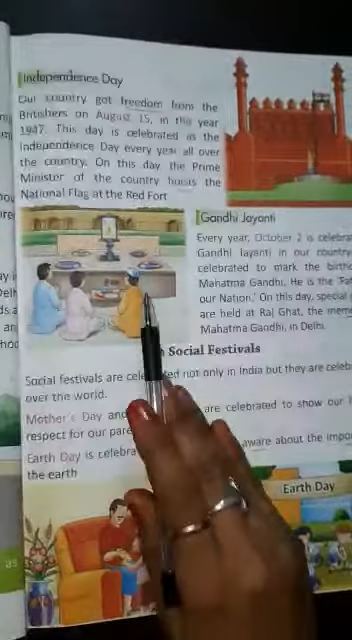 Independence Day
Our country got freedom from the
Britishers on August 15, in the year
1947. This day is celebrated as the
Independence Day every year all over
the country. On this day the Prime
Minister of the country hoists the
National Flag at the Red Fort
Gandhi Jayanti
Every year, October 2 is celebra
Gandhi Jayanti in our country
celebrated to mark the birth
Mahatma Gandhi. He is the
our Nation.' On this day, special
are held at Raj Ghat, the mem
Mahatma Gandhi, in Delhi.
Social Festivals
Social festivals are celebrated not only in India but they are celeb
over the world.
Mother's Day and are celebrated to show our
respect for our pare
Earth Day is celebra aware about the impo
the earth
Earth Day